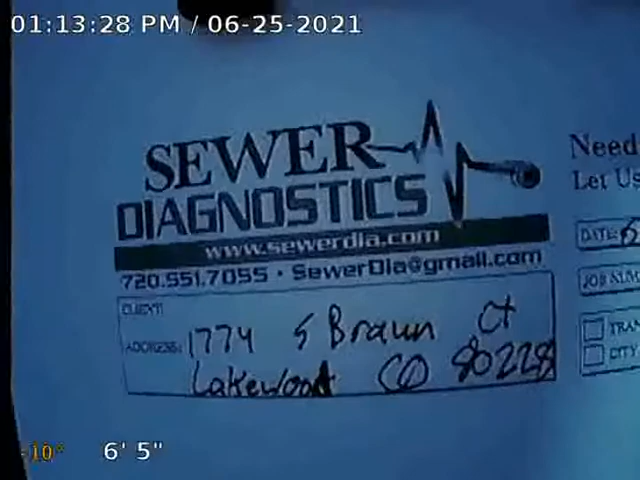 01:13:28 PM / 06-25-2021
SEWER
DIAGNOSTICS
www.sewerdia.com
720.551.7055 · SewerDia@gmail.com
CLIENT:
ADDRESS: 1774 S Braun Ct
Lakewood CO 80228
Need
Let Us
DATE: 6
JOB NUM
TRAN
CITY
-10° 6' 5"